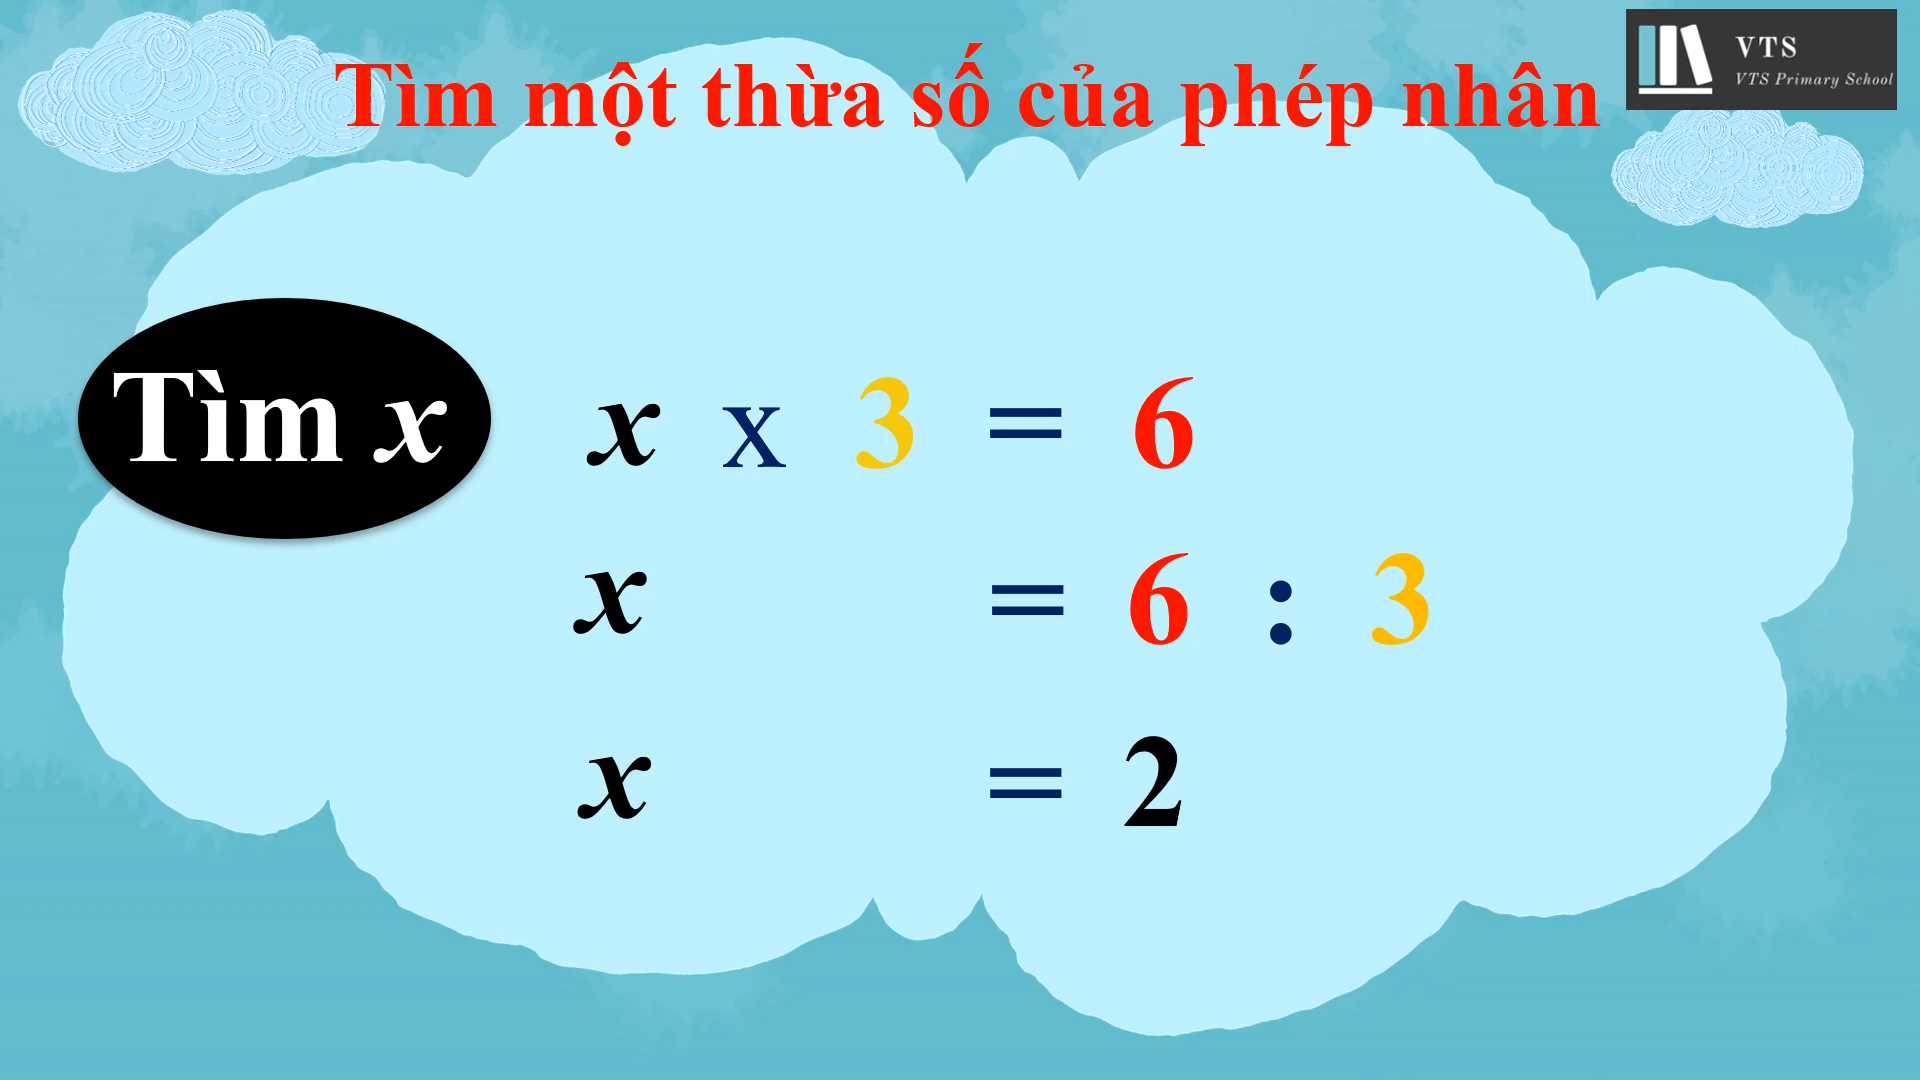 Tìm một thừa số của phép nhân
VTS
VTS Primary School
Tìm x
x x 3 = 6
x = 6 : 3
x = 2